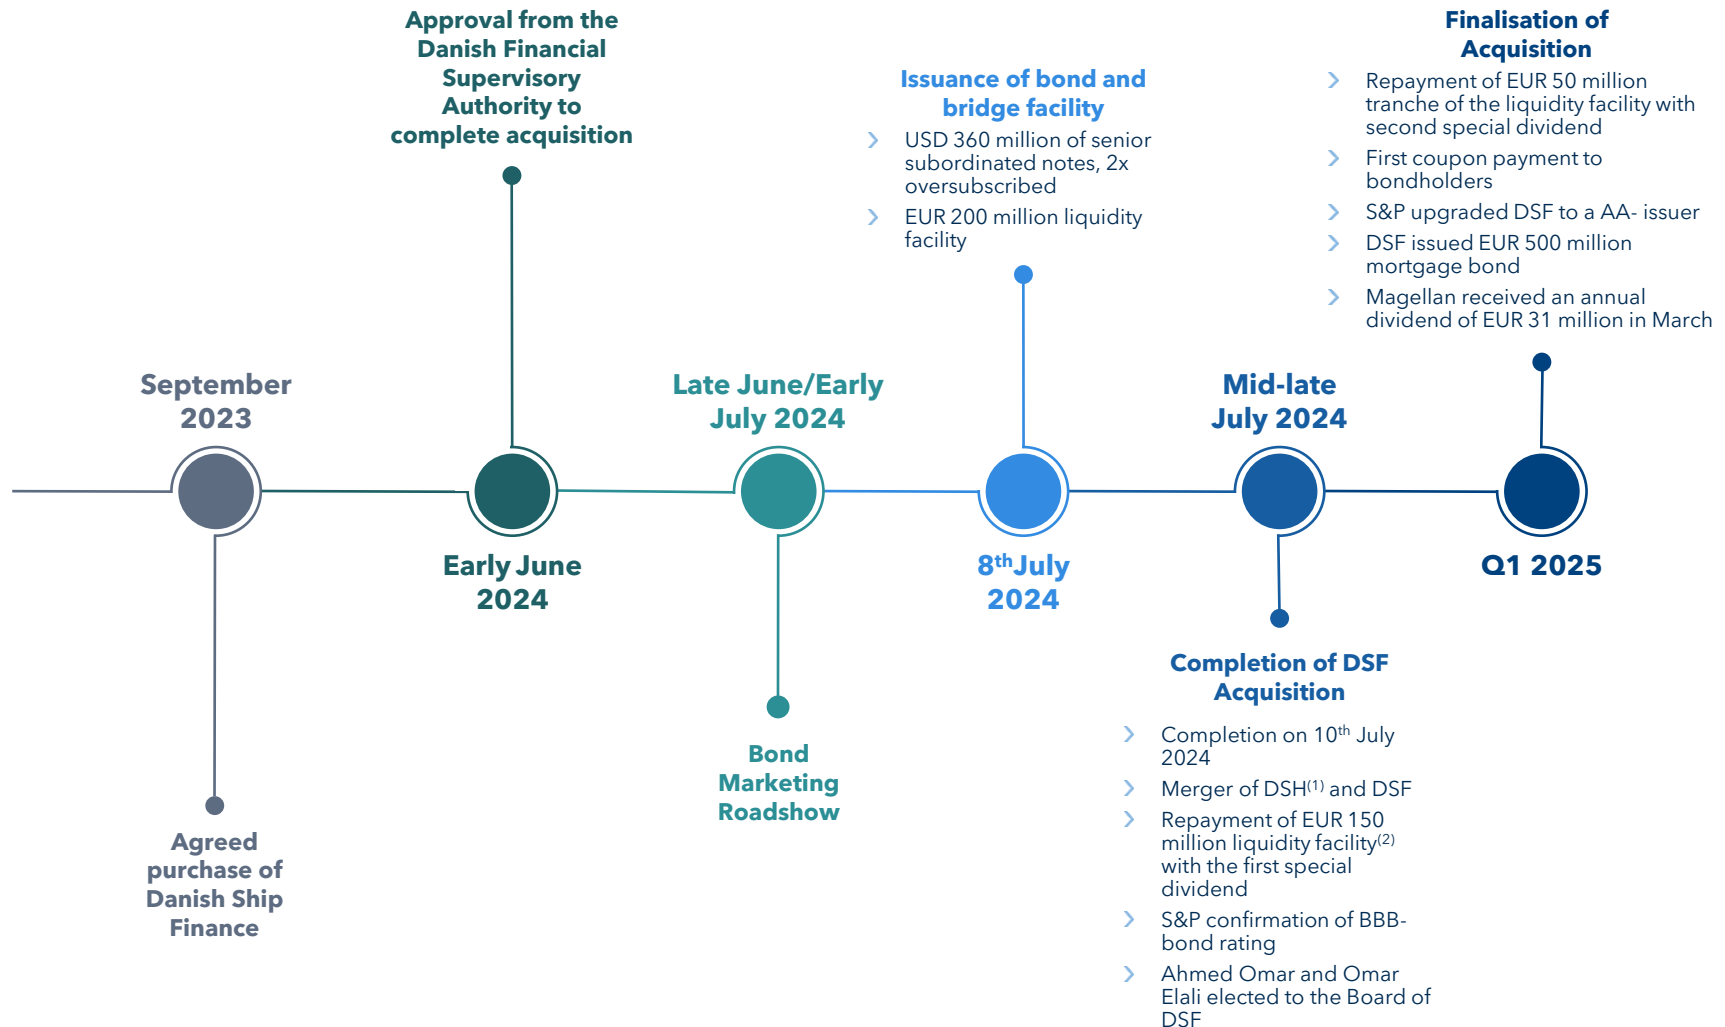 September
2023
Agreed
purchase of
Danish Ship
Finance
Approval from the
Danish Financial
Supervisory
Authority to
complete acquisition
Early June
2024
Late June/Early
July 2024
Bond
Marketing
Roadshow
Issuance of bond and
bridge facility
› USD 360 million of senior
subordinated notes, 2x
oversubscribed
› EUR 200 million liquidity
facility
8thJuly
2024
Mid-late
July 2024
Completion of DSF
Acquisition
› Completion on 10th July
2024
› Merger of DSH(1) and DSF
› Repayment of EUR 150
million liquidity facility(2)
with the first special
dividend
› S&P confirmation of BBB-
bond rating
› Ahmed Omar and Omar
Elali elected to the Board of
DSF
Finalisation of
Acquisition
› Repayment of EUR 50 million
tranche of the liquidity facility with
second special dividend
› First coupon payment to
bondholders
› S&P upgraded DSF to a AA- issuer
› DSF issued EUR 500 million
mortgage bond
› Magellan received an annual
dividend of EUR 31 million in March
Q1 2025